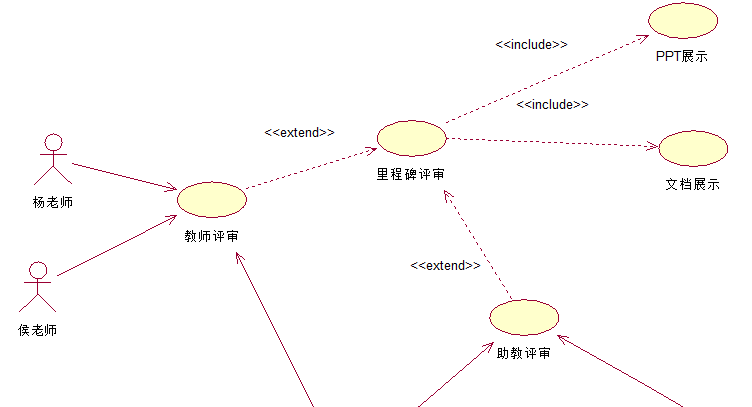 <<include>>
PPT展示
<<include>>
<<extend>>
里程碑评审
文档展示
杨老师
教师评审
<<extend>>
侯老师
助教评审